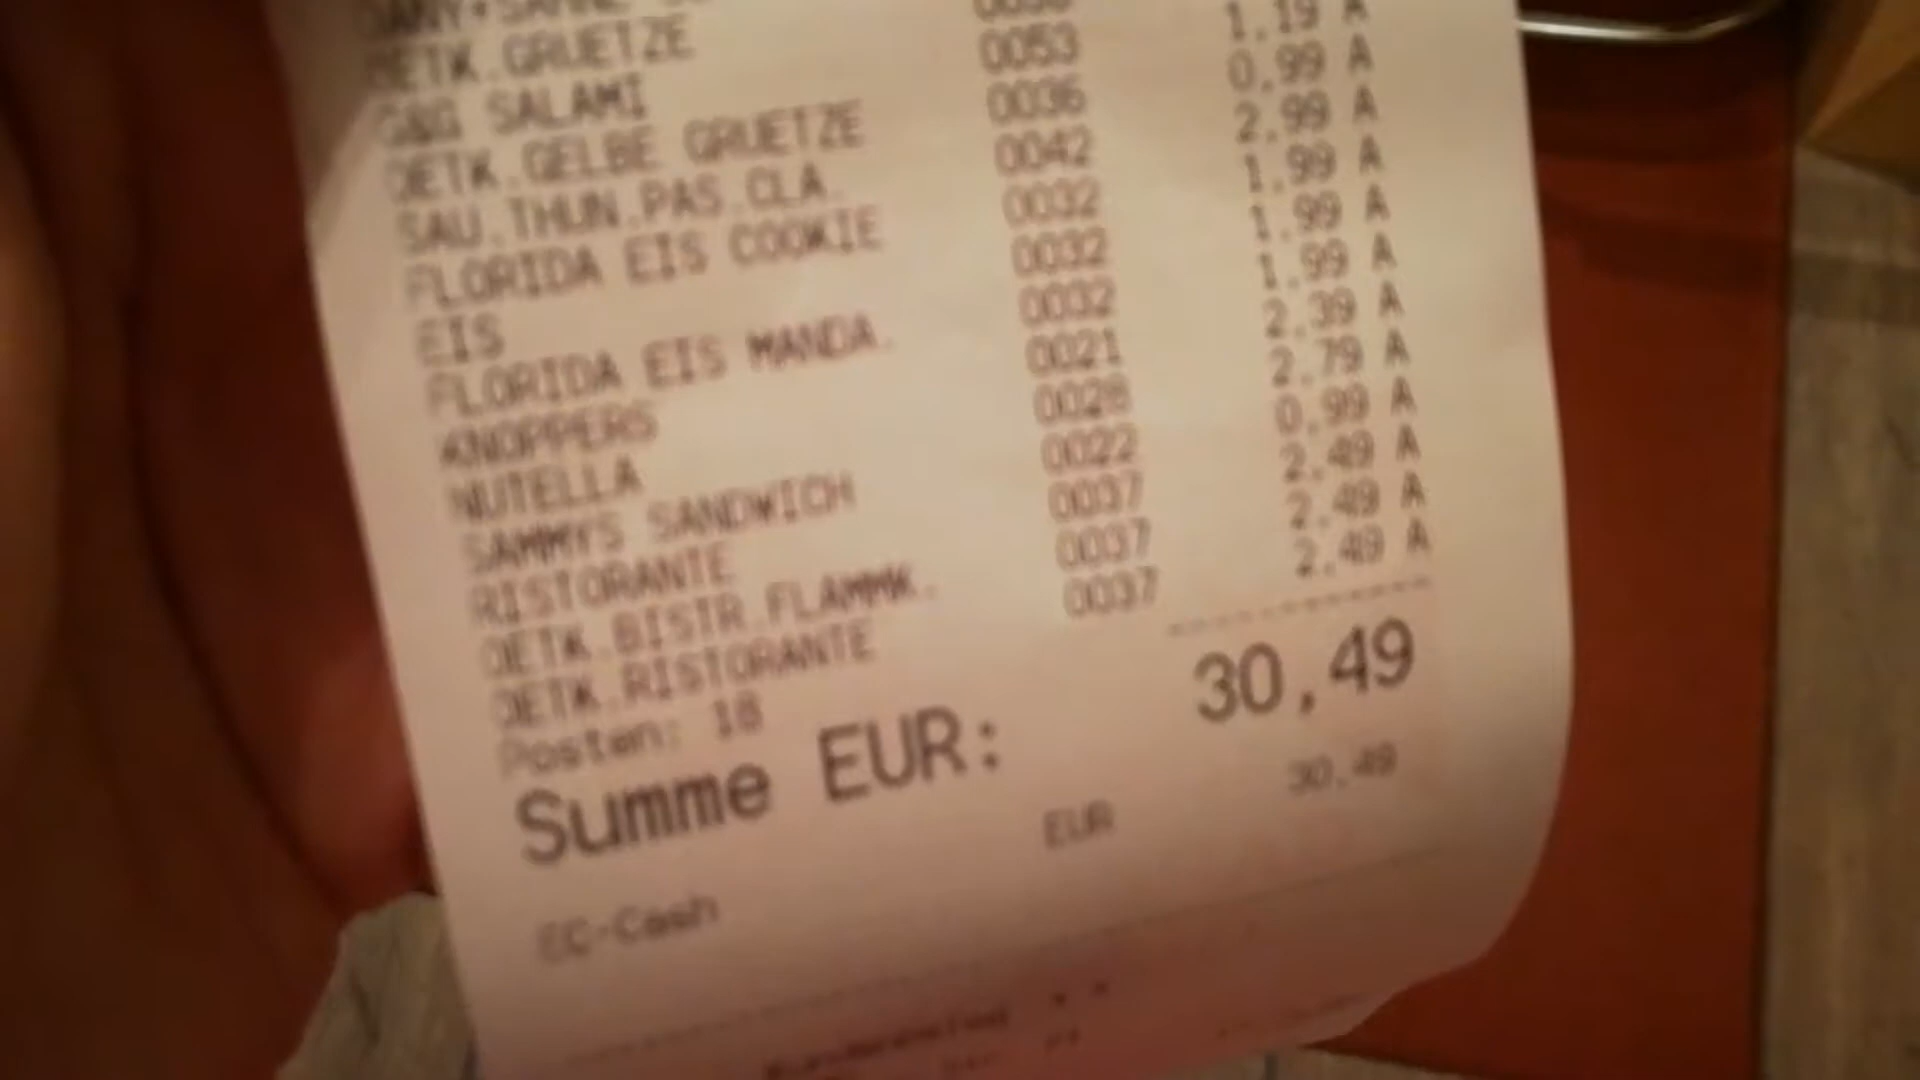 OETK.GRUETZE
G&G SALAMI 0053 1,19 A
OETK.GELBE GRUETZE 0036 0,99 A
SAU.THUN.PAS.CLA. 0042 2,99 A
FLORIDA EIS COOKIE 0032 1,99 A
EIS 0032 1,99 A
FLORIDA EIS MANDA. 0032 1,99 A
KNOPPERS 0021 2,39 A
NUTELLA 0028 2,79 A
SAMMYS SANDWICH 0022 0,99 A
RISTORANTE 0037 2,49 A
OETK.BISTR.FLAMMK. 0037 2,49 A
OETK.RISTORANTE 0037 2,49 A
Posten: 18
Summe EUR: 30,49
EC-Cash EUR 30,49